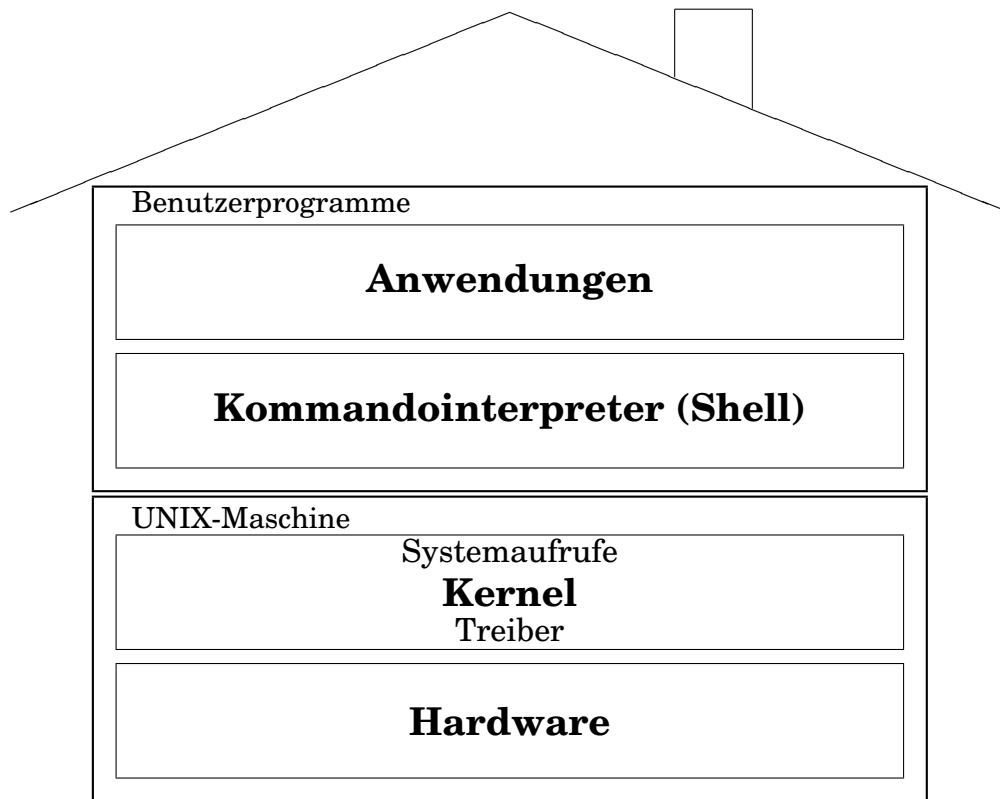 Benutzerprogramme
Anwendungen
Kommandointerpreter (Shell)
UNIX-Maschine
Systemaufrufe
Kernel
Treiber
Hardware